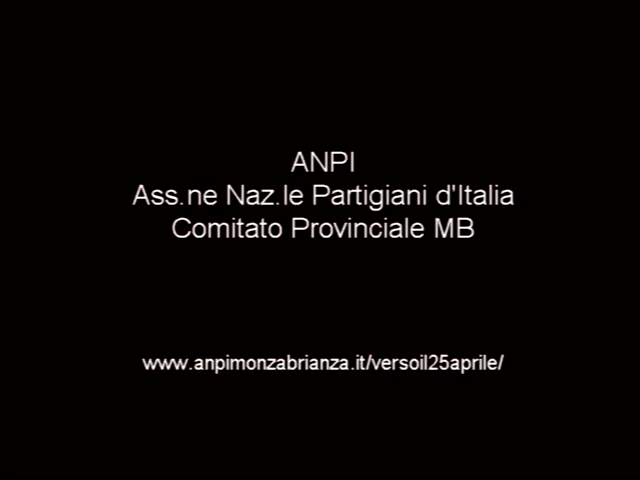 ANPI
Ass.ne Naz.le Partigiani d'Italia
Comitato Provinciale MB
www.anpimonzabrianza.it/versoil25aprile/